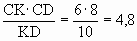 CK·CD / KD = 6·8 / 10 = 4,8